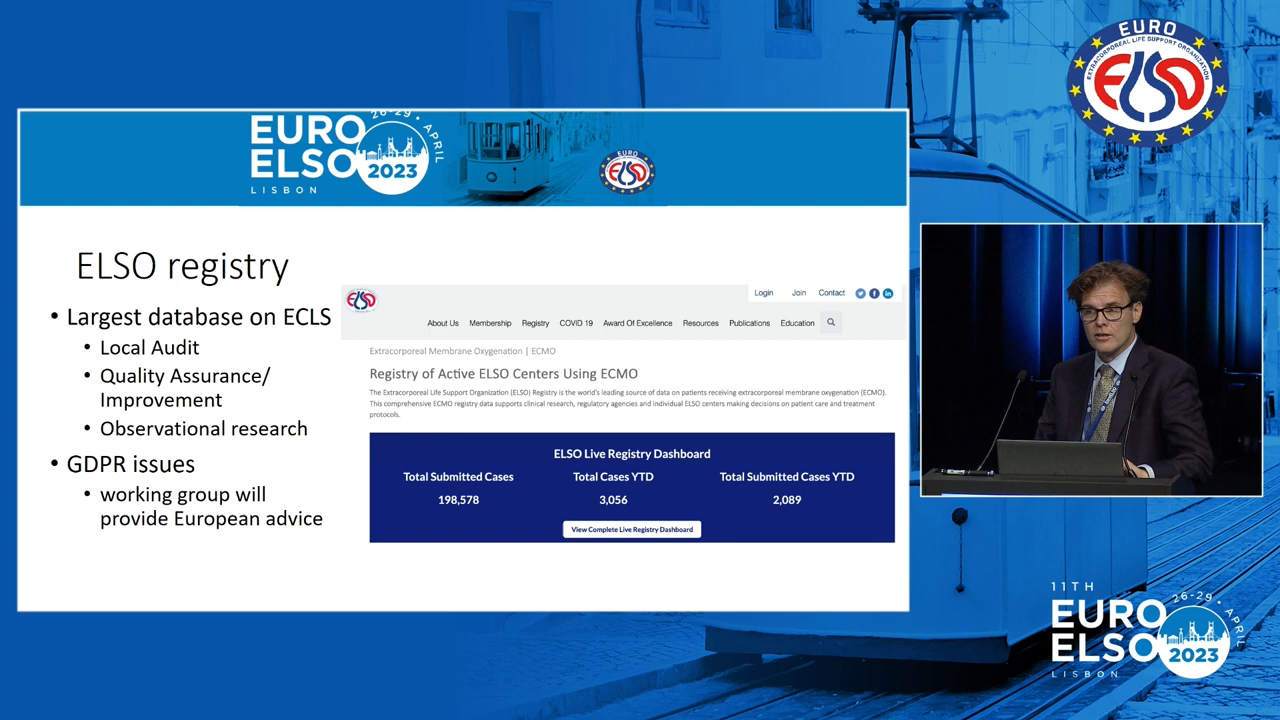 EURO
EXTRACORPOREAL LIFE SUPPORT ORGANIZATION
ELSO
EURO
ELSO
26-29 • APRIL
2023
LISBON
EURO
ELSO
ELSO registry
• Largest database on ECLS
• Local Audit
• Quality Assurance/
Improvement
• Observational research
• GDPR issues
• working group will
provide European advice
ELSO
Login Join Contact
About Us Membership Registry COVID 19 Award Of Excellence Resources Publications Education
Extracorporeal Membrane Oxygenation | ECMO
Registry of Active ELSO Centers Using ECMO
The Extracorporeal Life Support Organization (ELSO) Registry is the world's leading source of data on patients receiving extracorporeal membrane oxygenation (ECMO).
This comprehensive ECMO registry data supports clinical research, regulatory agencies and individual ELSO centers making decisions on patient care and treatment
protocols.
ELSO Live Registry Dashboard
Total Submitted Cases Total Cases YTD Total Submitted Cases YTD
198,578 3,056 2,089
View Complete Live Registry Dashboard
11TH
EURO
ELSO
26-29 • APRIL
2023
LISBON